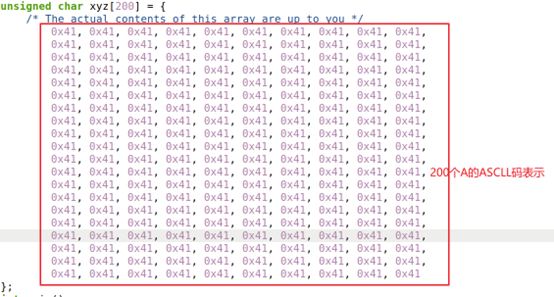 unsigned char xyz[200] = {
/* The actual contents of this array are up to you */
0x41, 0x41, 0x41, 0x41, 0x41, 0x41, 0x41, 0x41, 0x41, 0x41,
0x41, 0x41, 0x41, 0x41, 0x41, 0x41, 0x41, 0x41, 0x41, 0x41,
0x41, 0x41, 0x41, 0x41, 0x41, 0x41, 0x41, 0x41, 0x41, 0x41,
0x41, 0x41, 0x41, 0x41, 0x41, 0x41, 0x41, 0x41, 0x41, 0x41,
0x41, 0x41, 0x41, 0x41, 0x41, 0x41, 0x41, 0x41, 0x41, 0x41,
0x41, 0x41, 0x41, 0x41, 0x41, 0x41, 0x41, 0x41, 0x41, 0x41,
0x41, 0x41, 0x41, 0x41, 0x41, 0x41, 0x41, 0x41, 0x41, 0x41,
0x41, 0x41, 0x41, 0x41, 0x41, 0x41, 0x41, 0x41, 0x41, 0x41,
0x41, 0x41, 0x41, 0x41, 0x41, 0x41, 0x41, 0x41, 0x41, 0x41,
0x41, 0x41, 0x41, 0x41, 0x41, 0x41, 0x41, 0x41, 0x41, 0x41,
0x41, 0x41, 0x41, 0x41, 0x41, 0x41, 0x41, 0x41, 0x41, 0x41,
0x41, 0x41, 0x41, 0x41, 0x41, 0x41, 0x41, 0x41, 0x41, 0x41,
200个A的ASCLL码表示
0x41, 0x41, 0x41, 0x41, 0x41, 0x41, 0x41, 0x41, 0x41, 0x41,
0x41, 0x41, 0x41, 0x41, 0x41, 0x41, 0x41, 0x41, 0x41, 0x41,
0x41, 0x41, 0x41, 0x41, 0x41, 0x41, 0x41, 0x41, 0x41, 0x41,
0x41, 0x41, 0x41, 0x41, 0x41, 0x41, 0x41, 0x41, 0x41, 0x41,
0x41, 0x41, 0x41, 0x41, 0x41, 0x41, 0x41, 0x41, 0x41, 0x41,
0x41, 0x41, 0x41, 0x41, 0x41, 0x41, 0x41, 0x41, 0x41, 0x41,
0x41, 0x41, 0x41, 0x41, 0x41, 0x41, 0x41, 0x41, 0x41, 0x41,
0x41, 0x41, 0x41, 0x41, 0x41, 0x41, 0x41, 0x41, 0x41, 0x41
};